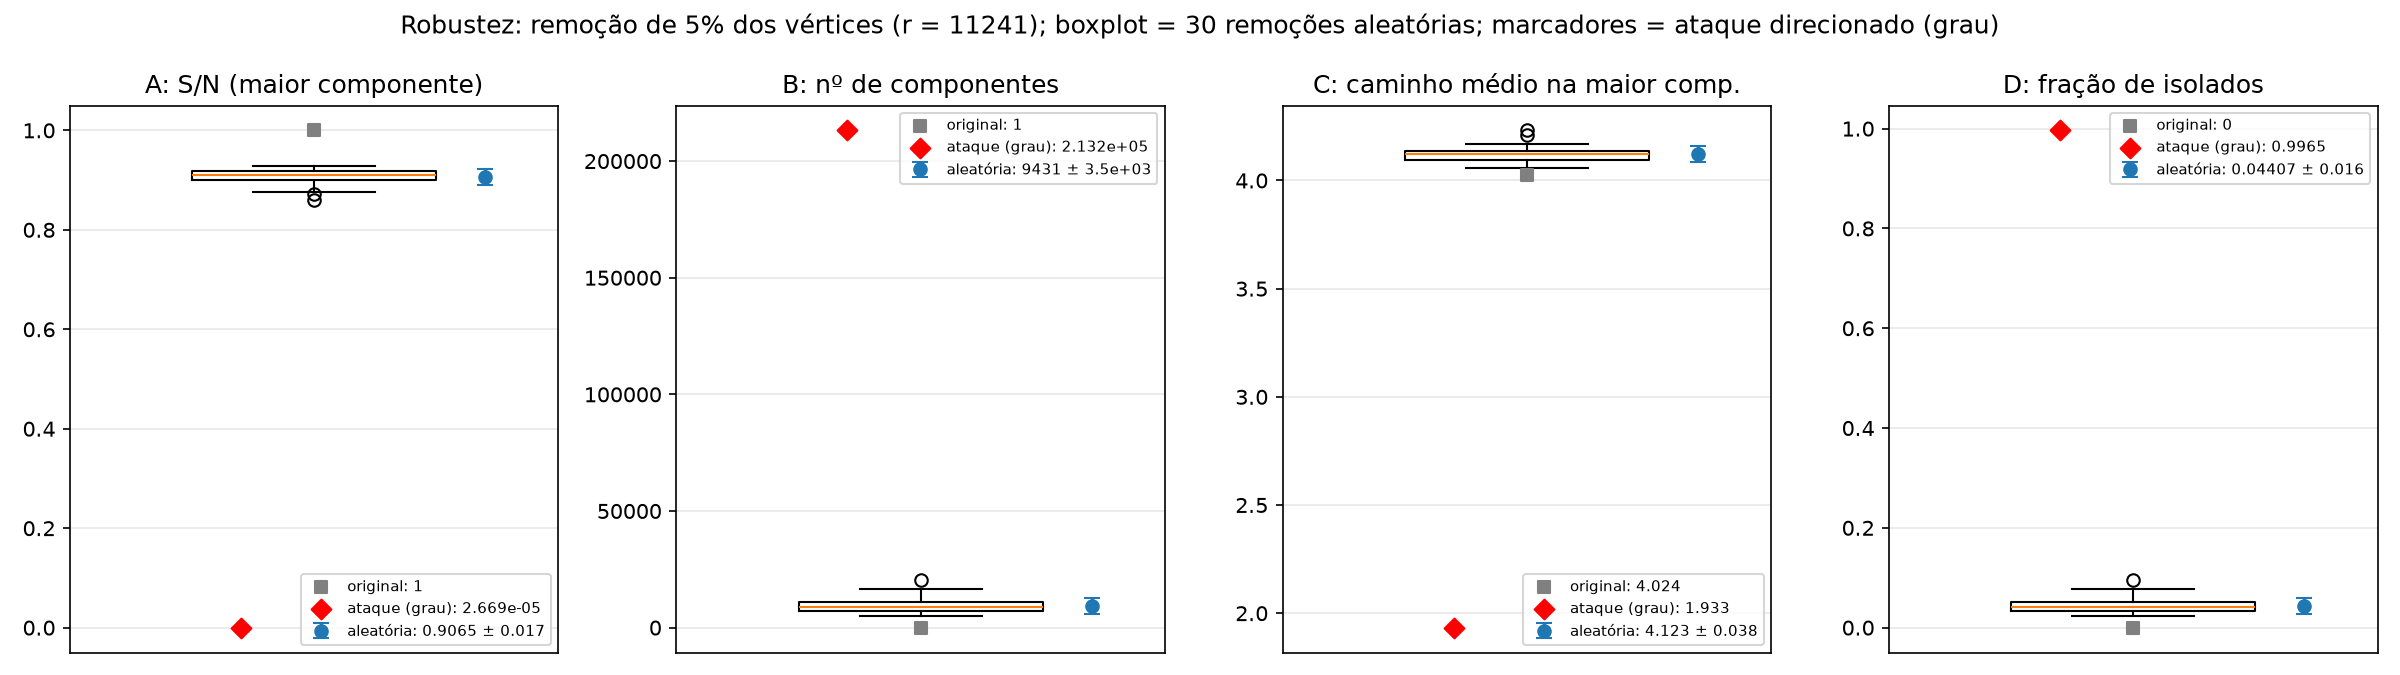 Robustez: remoção de 5% dos vértices (r = 11241); boxplot = 30 remoções aleatórias; marcadores = ataque direcionado (grau)
A: S/N (maior componente)
1.0
0.8
0.6
0.4
0.2
0.0
original: 1
ataque (grau): 2.669e-05
aleatória: 0.9065 ± 0.017
B: nº de componentes
200000
150000
100000
50000
0
original: 1
ataque (grau): 2.132e+05
aleatória: 9431 ± 3.5e+03
C: caminho médio na maior comp.
4.0
3.5
3.0
2.5
2.0
original: 4.024
ataque (grau): 1.933
aleatória: 4.123 ± 0.038
D: fração de isolados
1.0
0.8
0.6
0.4
0.2
0.0
original: 0
ataque (grau): 0.9965
aleatória: 0.04407 ± 0.016